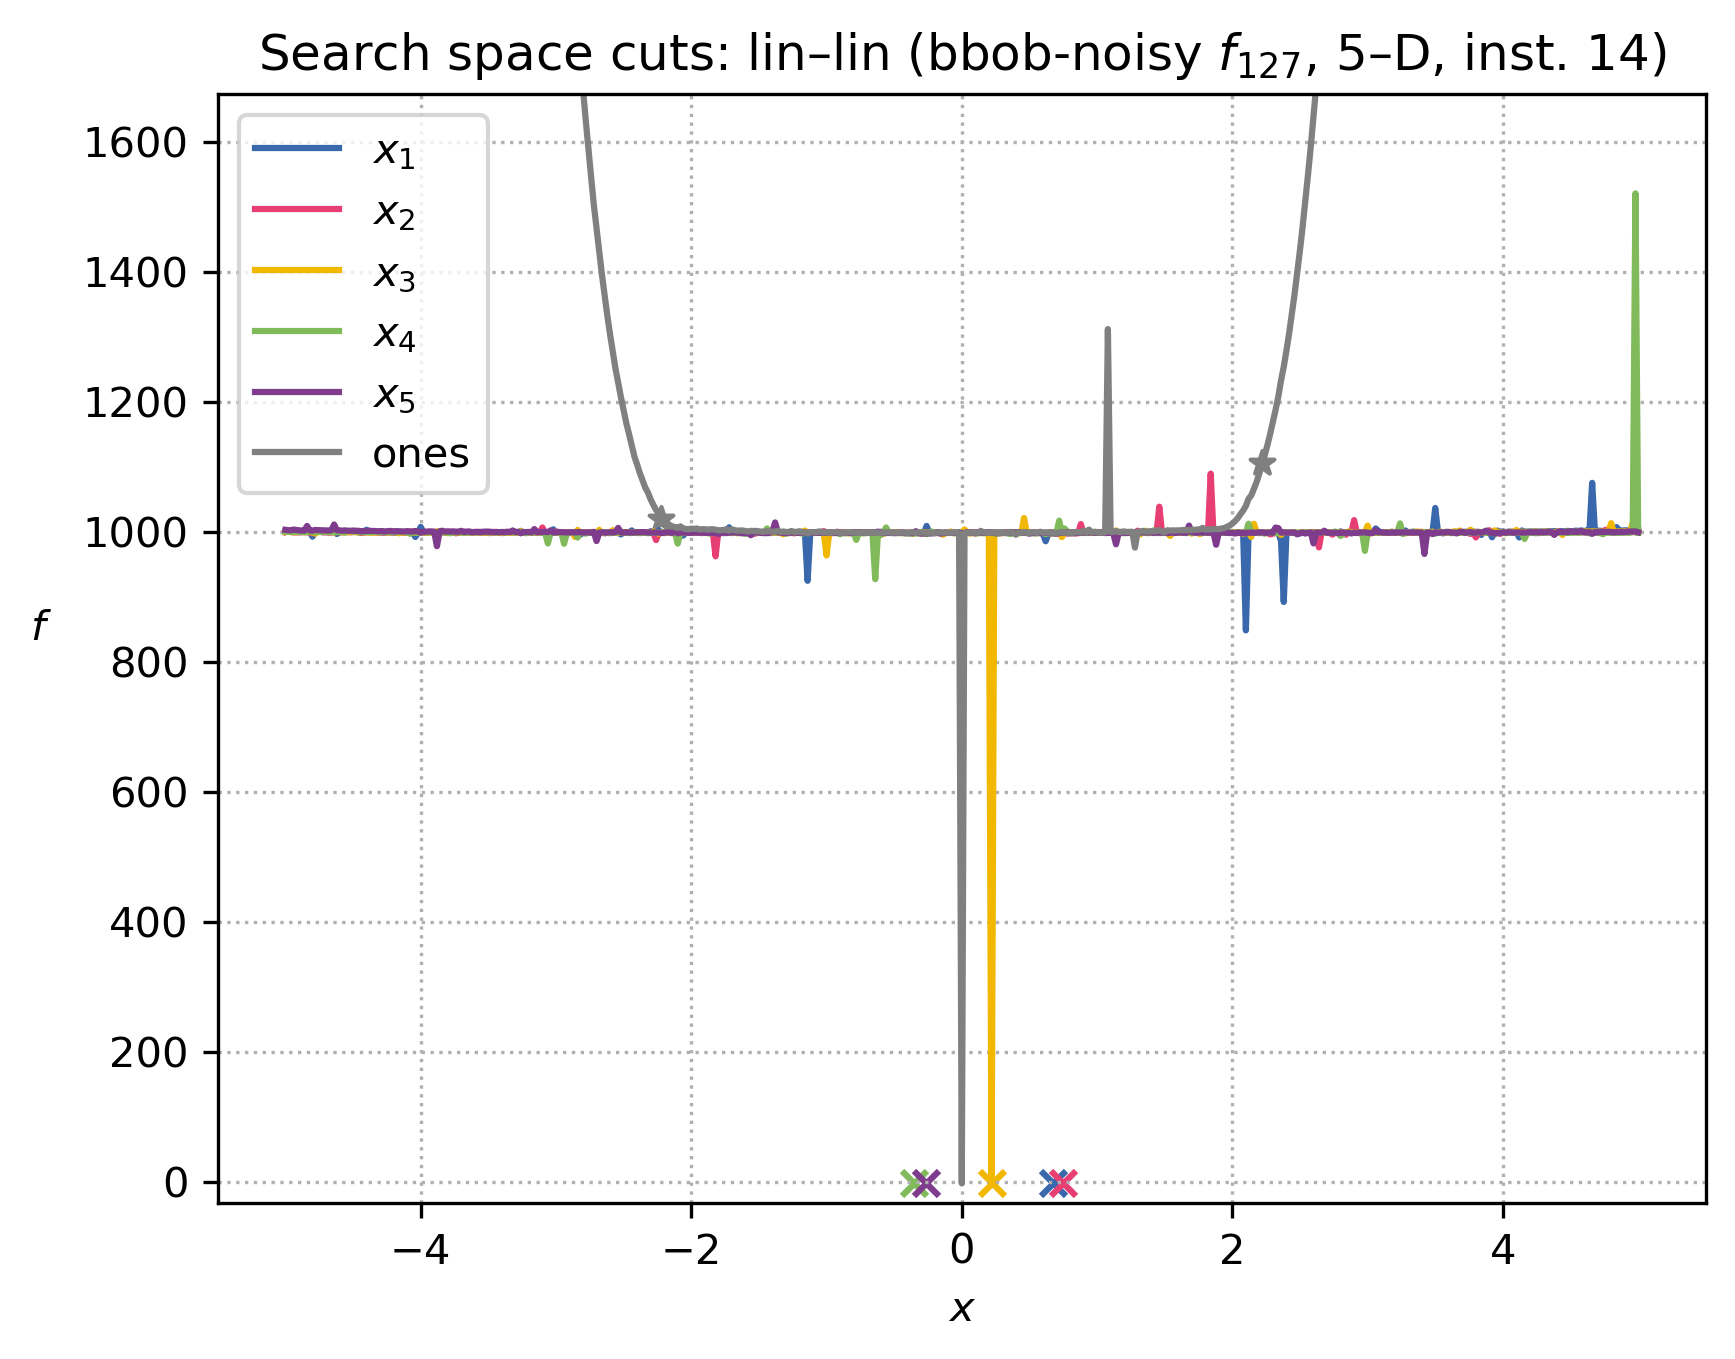 Search space cuts: lin–lin (bbob-noisy f127, 5–D, inst. 14)
x1
x2
x3
x4
x5
ones
1600
1400
1200
1000
800
600
400
200
0
f
−4 −2 0 2 4
x